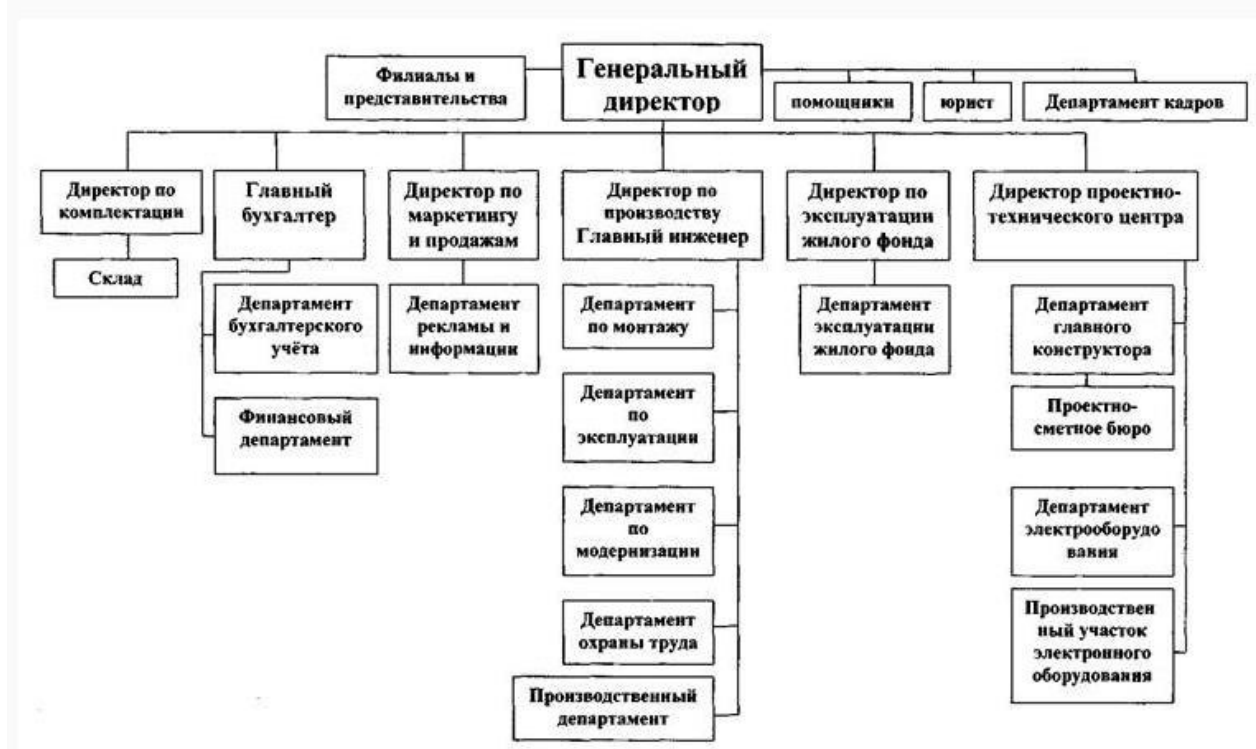 Генеральный
директор
Филиалы и
представительства
помощники
юрист
Департамент кадров
Директор по
комплектации
Склад
Главный
бухгалтер
Департамент
бухгалтерского
учёта
Финансовый
департамент
Директор по
маркетингу
и продажам
Департамент
рекламы и
информации
Директор по
производству
Главный инженер
Департамент
по монтажу
Департамент
по
эксплуатации
Департамент
по
модернизации
Департамент
охраны труда
Производственный
департамент
Директор по
эксплуатации
жилого фонда
Департамент
эксплуатации
жилого фонда
Директор проектно-
технического центра
Департамент
главного
конструктора
Проектно-
сметное бюро
Департамент
электрооборудо
вания
Производствен
ный участок
электронного
оборудования